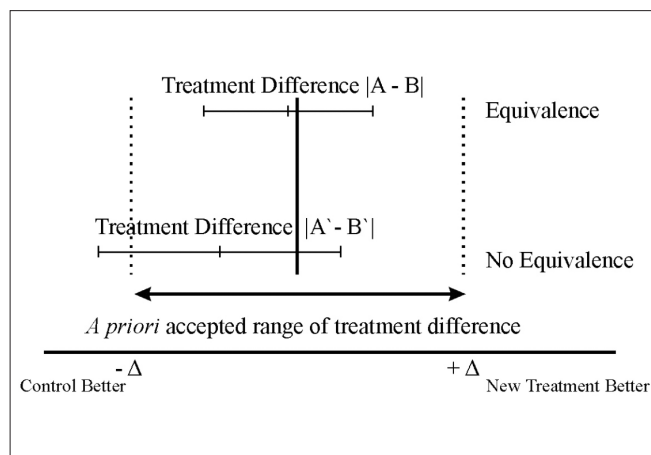 Treatment Difference |A - B|
Equivalence
Treatment Difference |A`- B`|
No Equivalence
A priori accepted range of treatment difference
- Δ
+ Δ
Control Better
New Treatment Better